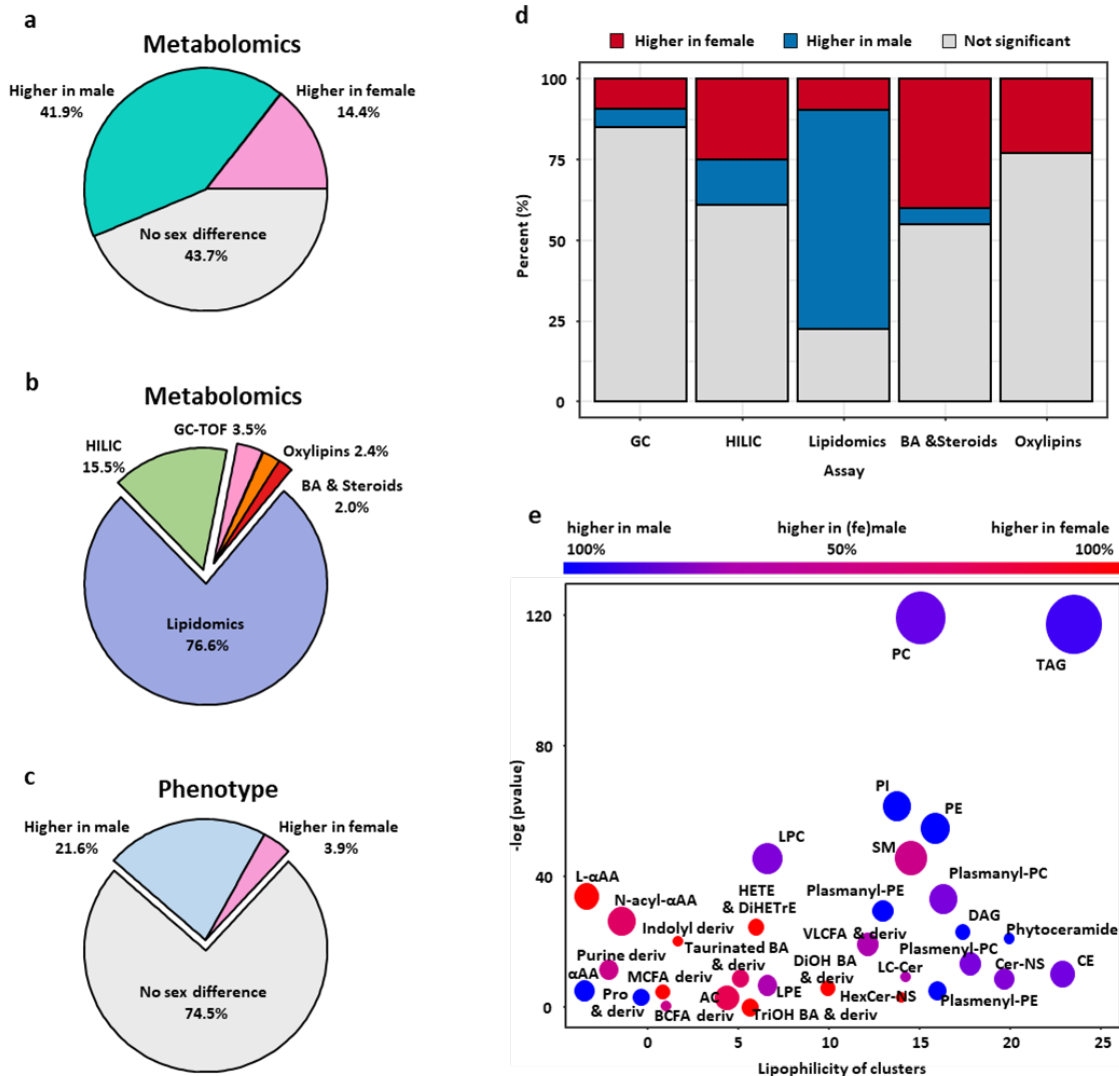 a
Metabolomics
Higher in male
41.9%
Higher in female
14.4%
No sex difference
43.7%
b
Metabolomics
GC-TOF 3.5%
HILIC
15.5%
Oxylipins 2.4%
BA & Steroids
2.0%
Lipidomics
76.6%
c
Phenotype
Higher in male
21.6%
Higher in female
3.9%
No sex difference
74.5%
d
Higher in female
Higher in male
Not significant
Percent (%)
100
75
50
25
0
GC
HILIC
Lipidomics
BA &Steroids
Oxylipins
Assay
e
higher in male
higher in (fe)male
higher in female
100%
50%
100%
-log (pvalue)
120
80
40
0
PC
TAG
PI
PE
LPC
SM
Plasmanyl-PC
L-αAA
N-acyl-αAA
HETE
& DiHETrE
Plasmanyl-PE
DAG
Phytoceramide
Indolyl deriv
VLCFA & deriv
Purine deriv
Taurinated BA
& deriv
DiOH BA
& deriv
Plasmenyl-PC
LC-Cer
Cer-NS
CE
αAA
Pro
& deriv
MCFA deriv
BCFA deriv
AC
LPE
TriOH BA & deriv
HexCer-NS
Plasmenyl-PE
0
5
10
15
20
25
Lipophilicity of clusters